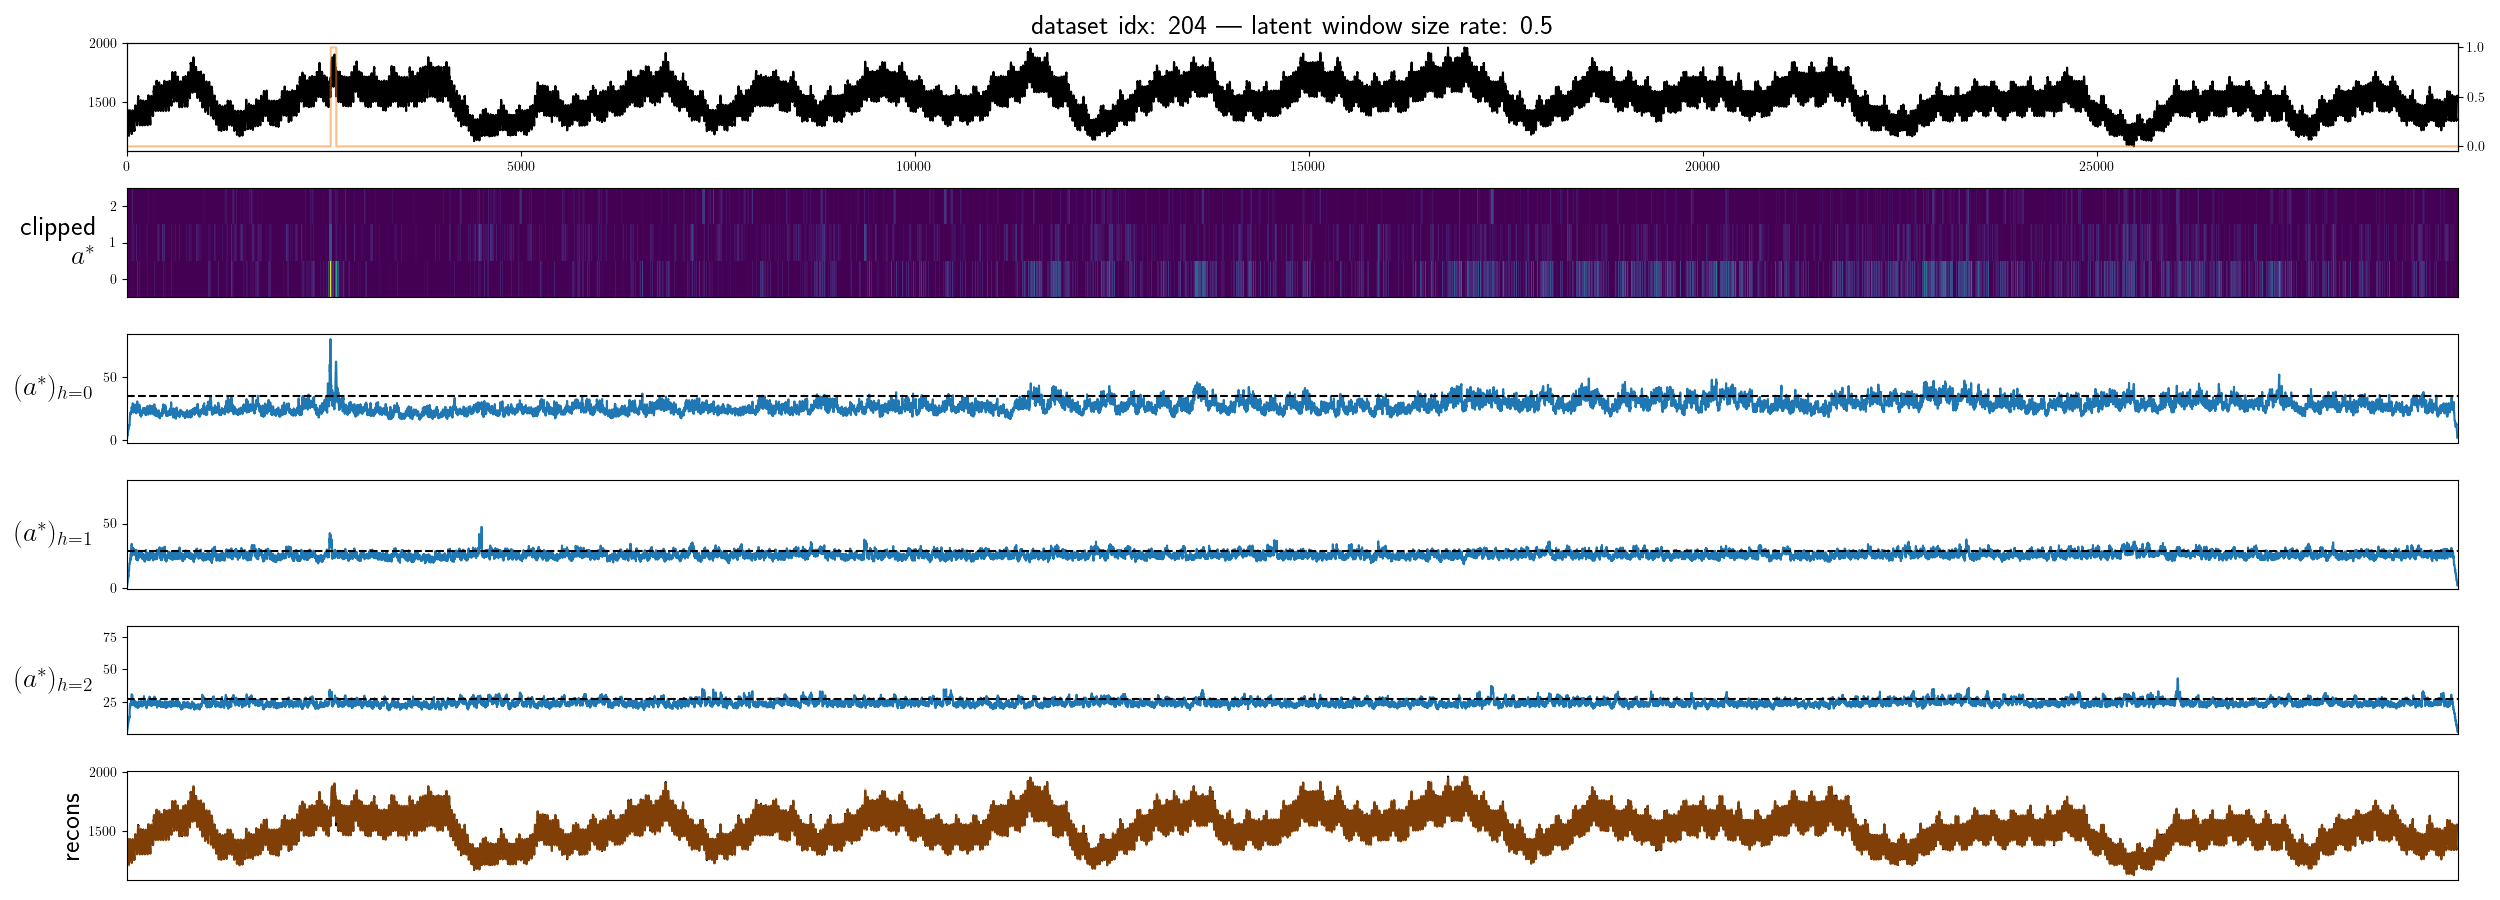 dataset idx: 204 — latent window size rate: 0.5
2000
1500
1.0
0.5
0.0
0 5000 10000 15000 20000 25000
clipped
a*
2
1
0
(a*)h=0
50
0
(a*)h=1
50
0
(a*)h=2
75
50
25
recons
2000
1500